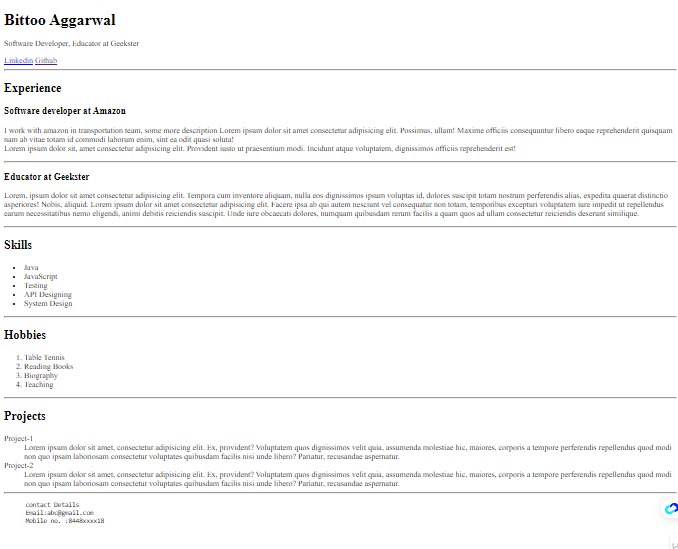 Bittoo Aggarwal
Software Developer, Educator at Geekster
Linkedin Github
Experience
Software developer at Amazon
I work with amazon in transportation team, some more description Lorem ipsum dolor sit amet consectetur adipisicing elit. Possimus, ullam! Maxime officiis consequuntur libero eaque reprehenderit quisquam
nam ab vitae totam id commodi laborum enim, sint ea odit quasi soluta!
Lorem ipsum dolor sit, amet consectetur adipisicing elit. Provident iusto ut praesentium modi. Incidunt atque voluptatem, dignissimos officiis reprehenderit est!
Educator at Geekster
Lorem, ipsum dolor sit amet consectetur adipisicing elit. Tempora cum inventore aliquam, nulla eos dignissimos ipsum voluptas id, dolores suscipit totam nostrum perferendis alias, expedita quaerat distinctio
asperiores! Nobis, aliquid. Lorem ipsum dolor sit amet consectetur adipisicing elit. Facere ipsa ab qui autem nesciunt vel consequatur non totam, temporibus excepturi voluptatem iure impedit ut repellendus
earum necessitatibus nemo eligendi, animi debitis reiciendis suscipit. Unde iure obcaecati dolores, numquam quibusdam rerum facilis a quam quos ad ullam consectetur reiciendis deserunt similique.
Skills
• Java
• JavaScript
• Testing
• API Designing
• System Design
Hobbies
1. Table Tennis
2. Reading Books
3. Biography
4. Teaching
Projects
Project-1
Lorem ipsum dolor sit amet, consectetur adipisicing elit. Ex, provident? Voluptatem quos dignissimos velit quia, assumenda molestiae hic, maiores, corporis a tempore perferendis repellendus quod modi
non quo ipsam laboriosam consectetur voluptates quibusdam facilis nisi unde libero? Pariatur, recusandae aspernatur.
Project-2
Lorem ipsum dolor sit amet, consectetur adipisicing elit. Ex, provident? Voluptatem quos dignissimos velit quia, assumenda molestiae hic, maiores, corporis a tempore perferendis repellendus quod modi
non quo ipsam laboriosam consectetur voluptates quibusdam facilis nisi unde libero? Pariatur, recusandae aspernatur.
contact Details
Email:abc@gmail.com
Mobile no. :8448xxxx18